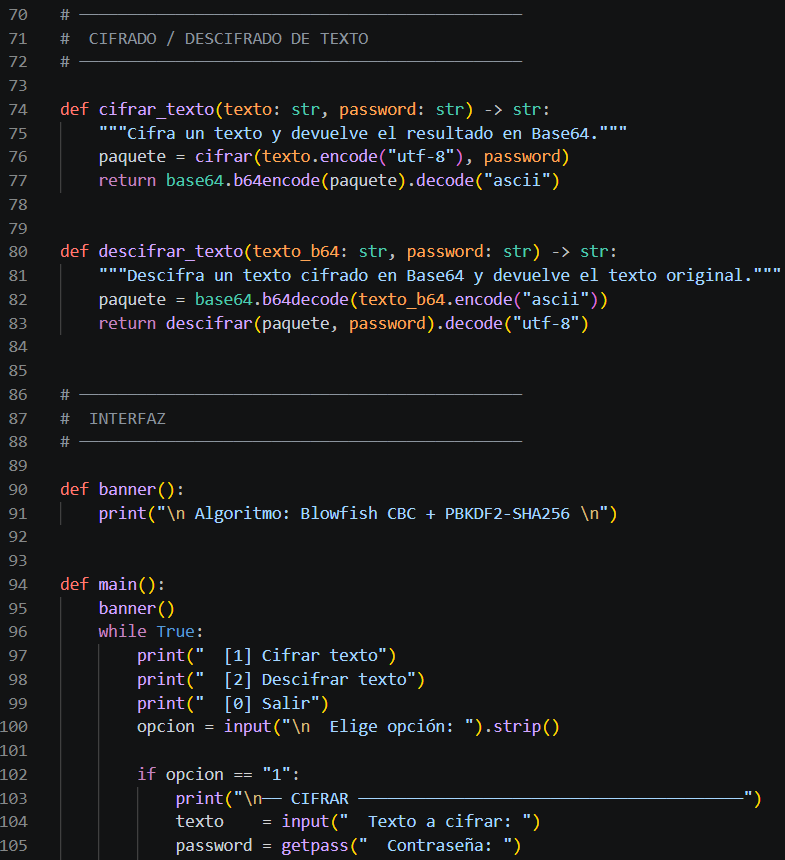 70 # ──────────────────────────────────────────────
71 #  CIFRADO / DESCIFRADO DE TEXTO
72 # ──────────────────────────────────────────────
73
74 def cifrar_texto(texto: str, password: str) -> str:
75     """Cifra un texto y devuelve el resultado en Base64."""
76     paquete = cifrar(texto.encode("utf-8"), password)
77     return base64.b64encode(paquete).decode("ascii")
78
79
80 def descifrar_texto(texto_b64: str, password: str) -> str:
81     """Descifra un texto cifrado en Base64 y devuelve el texto original."""
82     paquete = base64.b64decode(texto_b64.encode("ascii"))
83     return descifrar(paquete, password).decode("utf-8")
84
85
86 # ──────────────────────────────────────────────
87 #  INTERFAZ
88 # ──────────────────────────────────────────────
89
90 def banner():
91     print("\n Algoritmo: Blowfish CBC + PBKDF2-SHA256 \n")
92
93
94 def main():
95     banner()
96     while True:
97         print("  [1] Cifrar texto")
98         print("  [2] Descifrar texto")
99         print("  [0] Salir")
100         opcion = input("\n  Elige opción: ").strip()
101
102         if opcion == "1":
103             print("\n── CIFRAR ────────────────────────────────────────")
104             texto    = input("  Texto a cifrar: ")
105             password = getpass("  Contraseña: ")